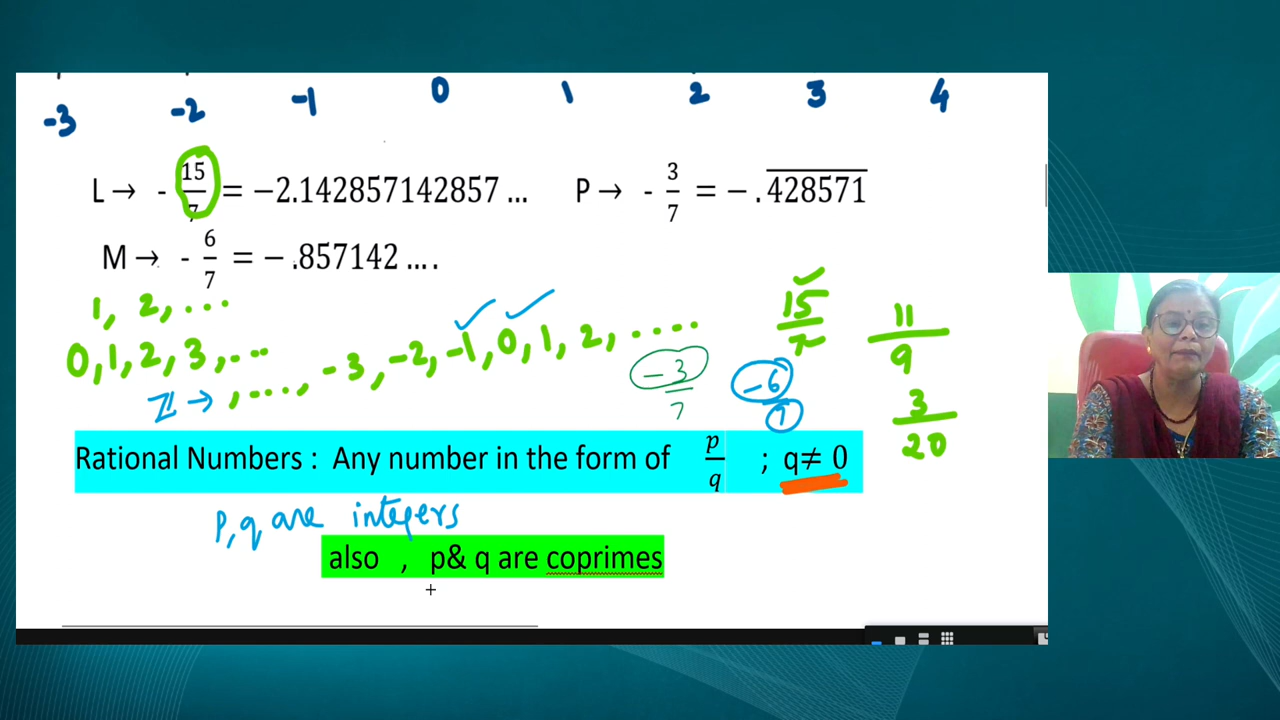 -3 -2 -1 0 1 2 3 4
L → - 15/7 = −2.142857142857 ... P → - 3/7 = − . 428571
M → - 6/7 = − .857142 ... .
1, 2, ...
0, 1, 2, 3, ...
15/7 11/9
ℤ → , ...., -3, -2, -1, 0, 1, 2, ....
-3/7 -6/7 3/20
Rational Numbers : Any number in the form of p/q ; q≠ 0
P, q are integers
also , p& q are coprimes